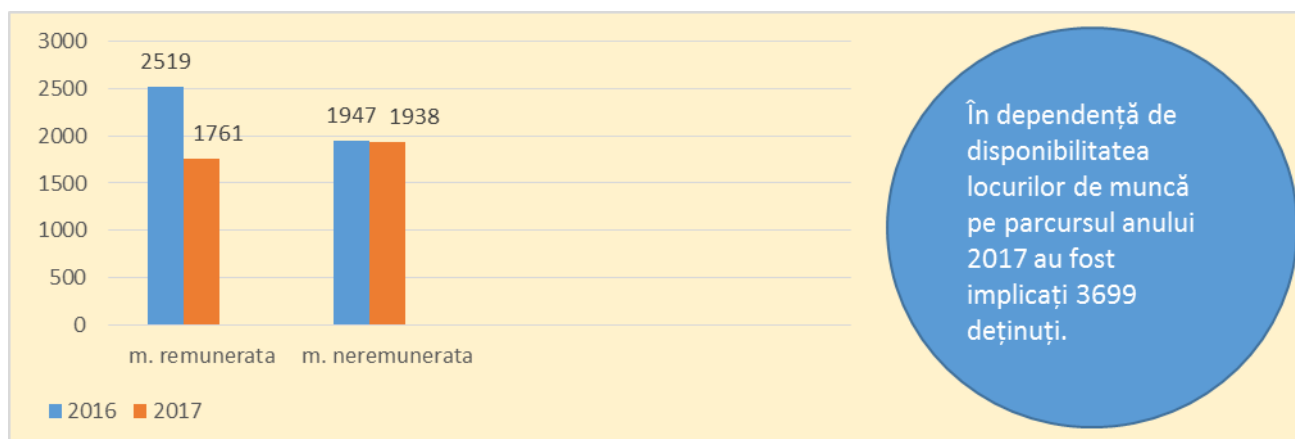 3000
2500
2000
1500
1000
500
0
2519
1761
1947
1938
m. remunerata
m. neremunerata
2016
2017
În dependență de
disponibilitatea
locurilor de muncă
pe parcursul anului
2017 au fost
implicați 3699
deținuți.